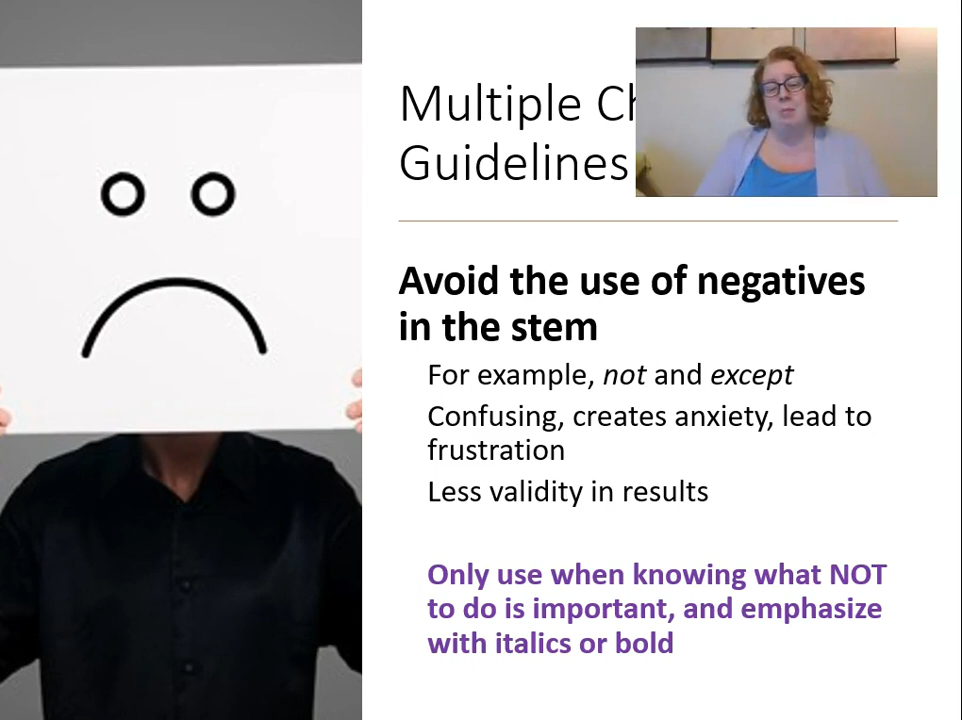 Multiple
Guidelines
Avoid the use of negatives
in the stem
For example, not and except
Confusing, creates anxiety, lead to
frustration
Less validity in results
Only use when knowing what NOT
to do is important, and emphasize
with italics or bold